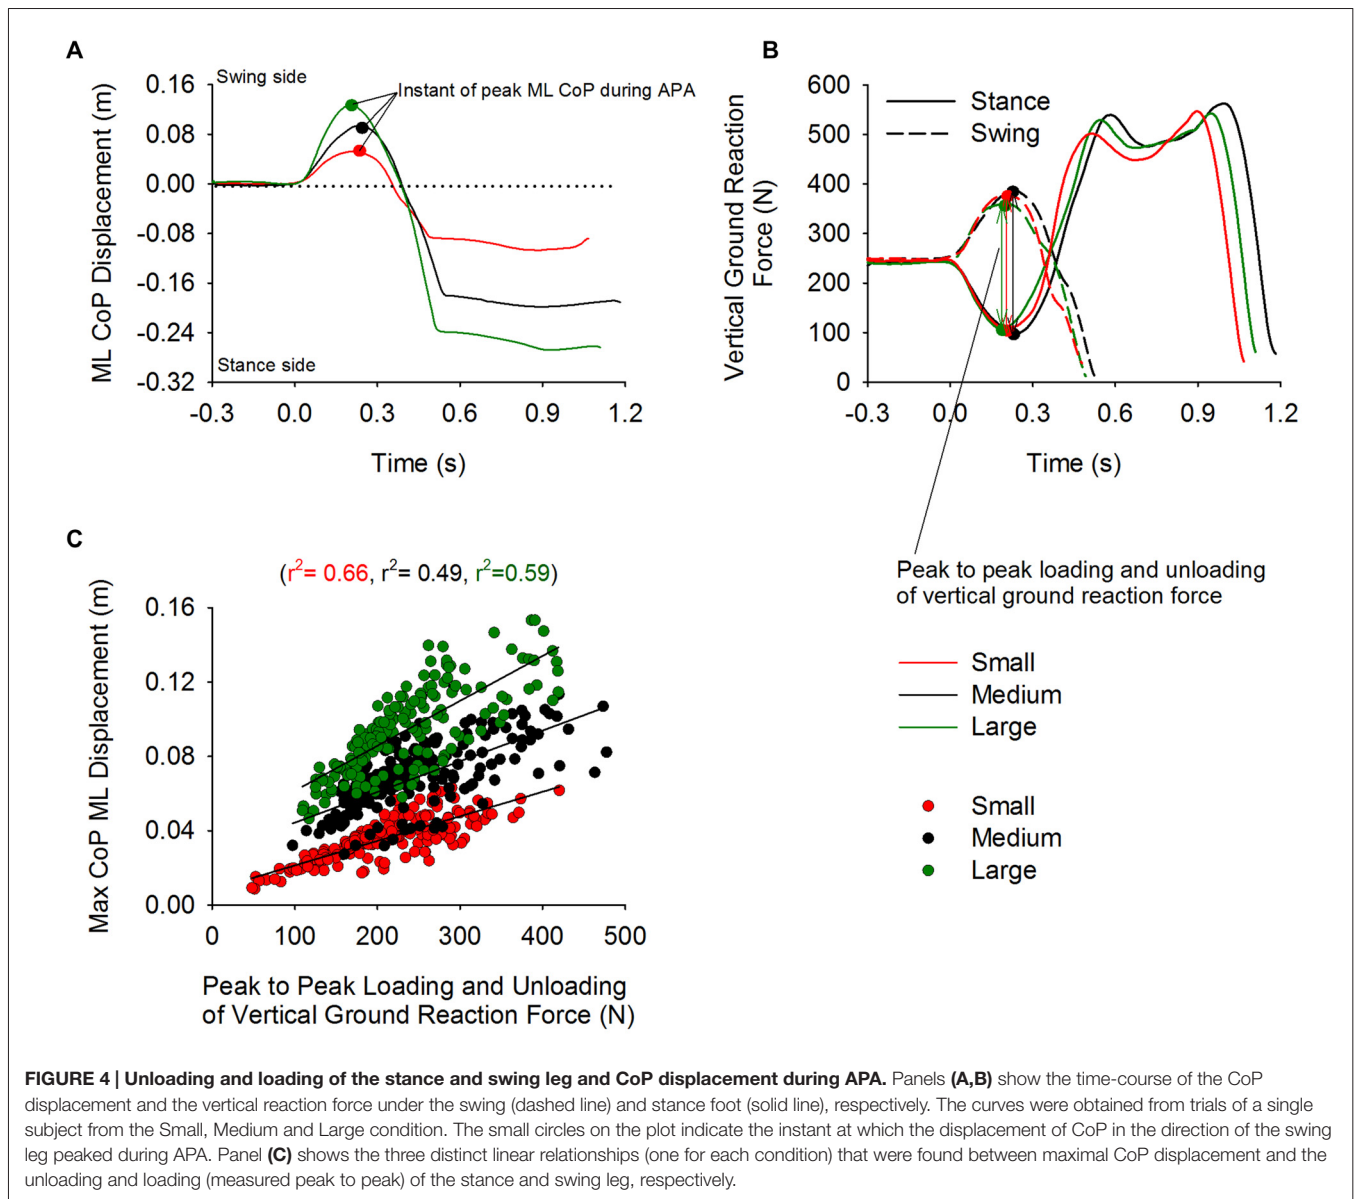 A
ML CoP Displacement (m)
0.16
0.08
0.00
-0.08
-0.16
-0.24
-0.32
Swing side
Instant of peak ML CoP during APA
Stance side
-0.3 0.0 0.3 0.6 0.9 1.2
Time (s)
B
Vertical Ground Reaction
Force (N)
600
500
400
300
200
100
0
Stance
Swing
-0.3 0.0 0.3 0.6 0.9 1.2
Time (s)
Peak to peak loading and unloading
of vertical ground reaction force
Small
Medium
Large
Small
Medium
Large
C
(r²= 0.66, r²= 0.49, r²=0.59)
Max CoP ML Displacement (m)
0.16
0.12
0.08
0.04
0.00
0 100 200 300 400 500
Peak to Peak Loading and Unloading
of Vertical Ground Reaction Force (N)
FIGURE 4 | Unloading and loading of the stance and swing leg and CoP displacement during APA. Panels (A,B) show the time-course of the CoP
displacement and the vertical reaction force under the swing (dashed line) and stance foot (solid line), respectively. The curves were obtained from trials of a single
subject from the Small, Medium and Large condition. The small circles on the plot indicate the instant at which the displacement of CoP in the direction of the swing
leg peaked during APA. Panel (C) shows the three distinct linear relationships (one for each condition) that were found between maximal CoP displacement and the
unloading and loading (measured peak to peak) of the stance and swing leg, respectively.